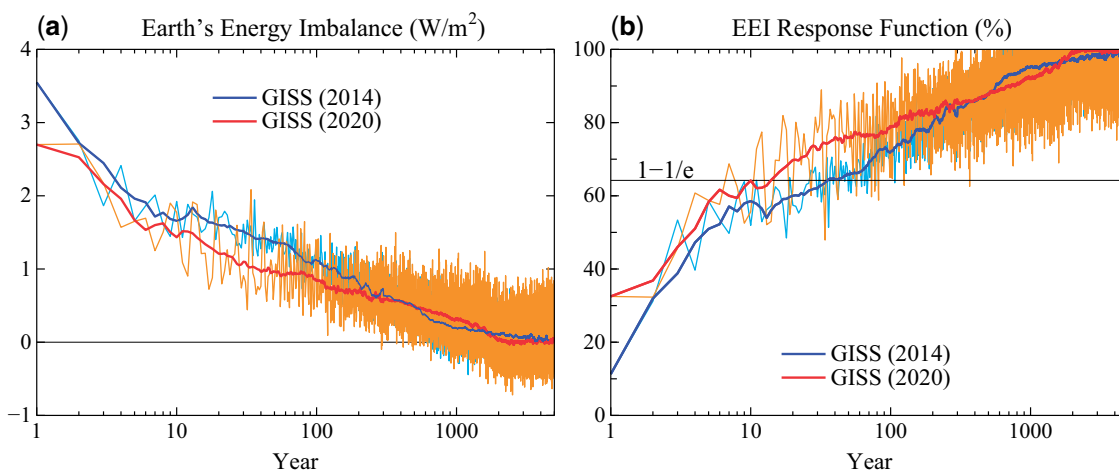 (a) Earth's Energy Imbalance (W/m²)
4
3
2
1
0
−1
GISS (2014)
GISS (2020)
1 10 100 1000
Year
(b) EEI Response Function (%)
100
80
60
40
20
0
1−1/e
GISS (2014)
GISS (2020)
1 10 100 1000
Year